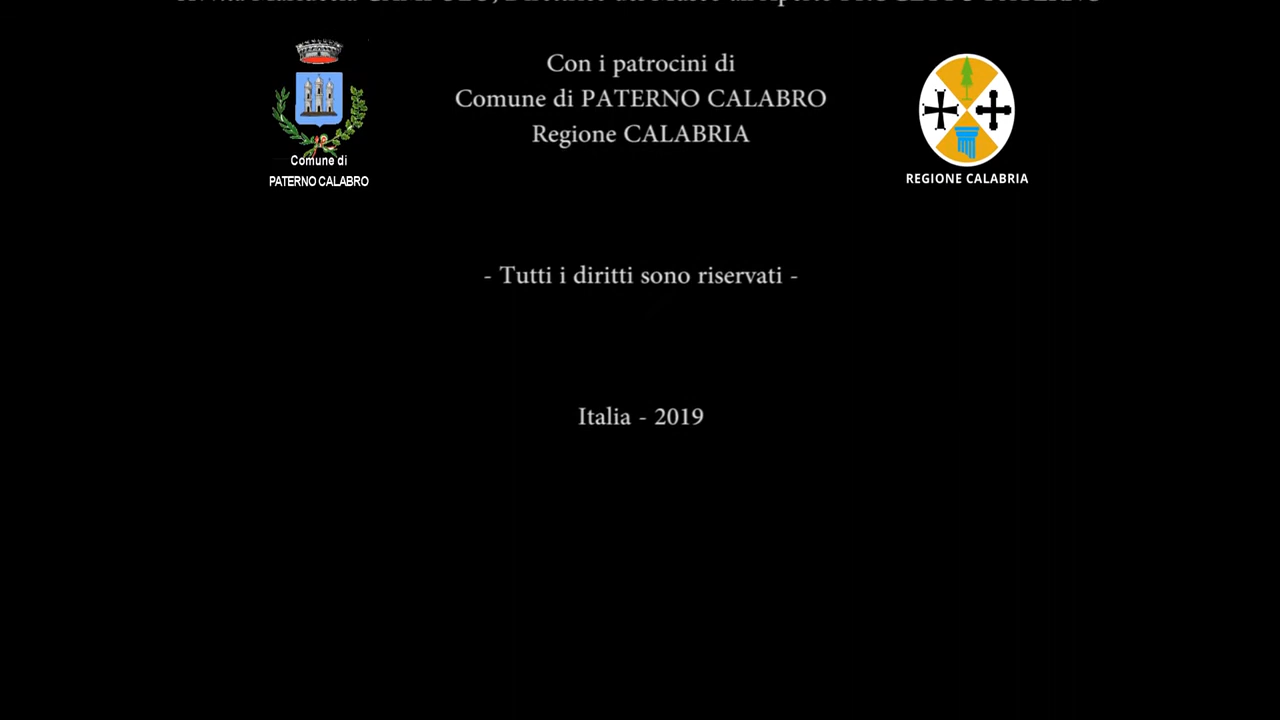 Con i patrocini di
Comune di PATERNO CALABRO
Regione CALABRIA
Comune di
PATERNO CALABRO
REGIONE CALABRIA
- Tutti i diritti sono riservati -
Italia - 2019